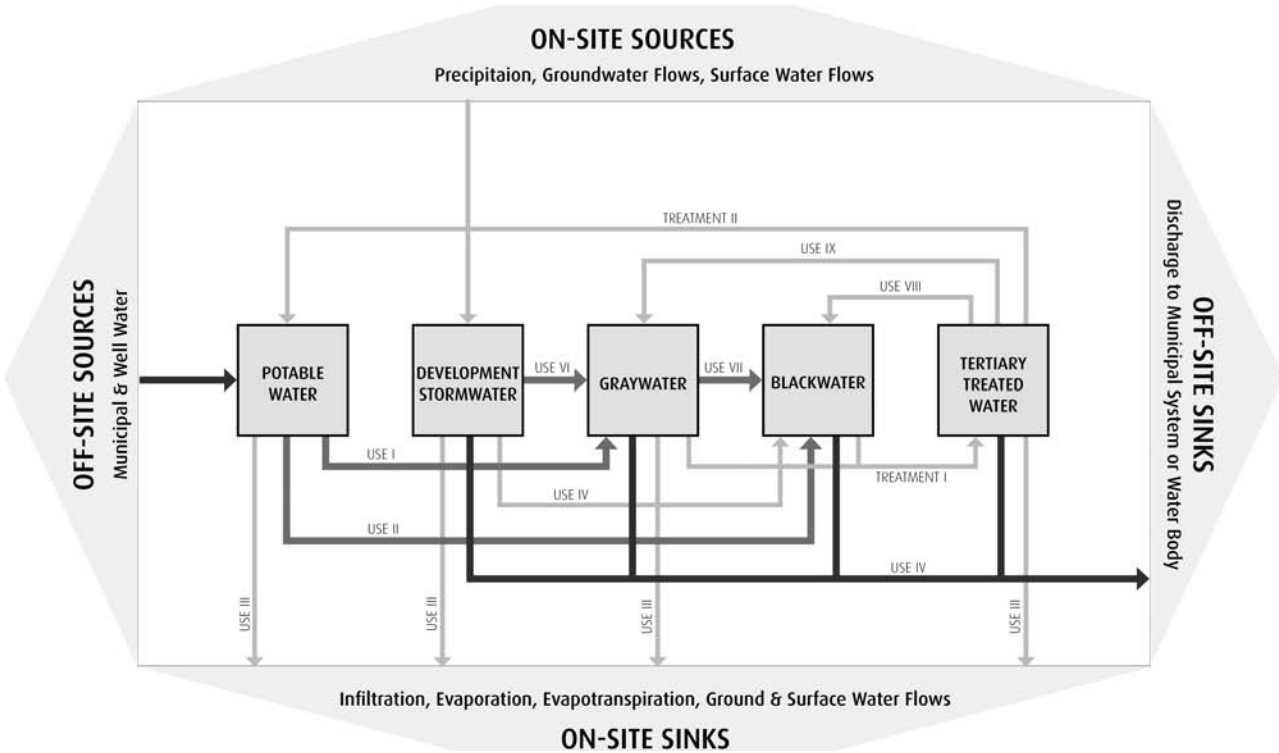 ON-SITE SOURCES
Precipitaion, Groundwater Flows, Surface Water Flows
OFF-SITE SOURCES
Municipal & Well Water
TREATMENT II
USE IX
USE VIII
POTABLE
WATER
DEVELOPMENT
STORMWATER
USE VI
GRAYWATER
USE VII
BLACKWATER
TERTIARY
TREATED
WATER
USE I
TREATMENT I
USE IV
USE II
USE IV
USE III
USE III
USE III
USE III
OFF-SITE SINKS
Discharge to Municipal System or Water Body
Infiltration, Evaporation, Evapotranspiration, Ground & Surface Water Flows
ON-SITE SINKS